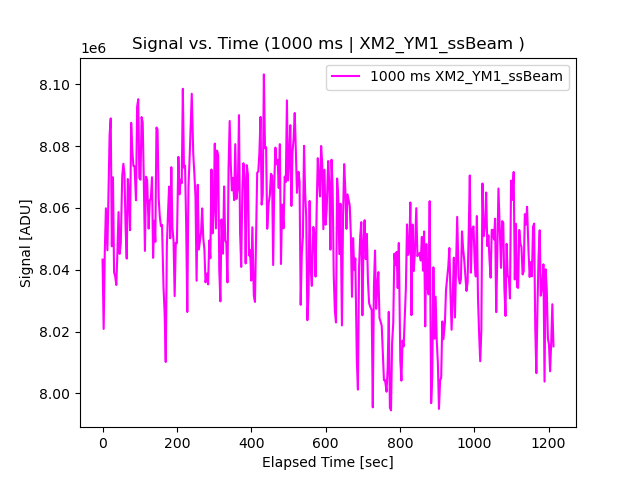 Signal vs. Time (1000 ms | XM2_YM1_ssBeam )
1e6
1000 ms XM2_YM1_ssBeam
8.10
8.08
8.06
8.04
8.02
8.00
Signal [ADU]
0 200 400 600 800 1000 1200
Elapsed Time [sec]